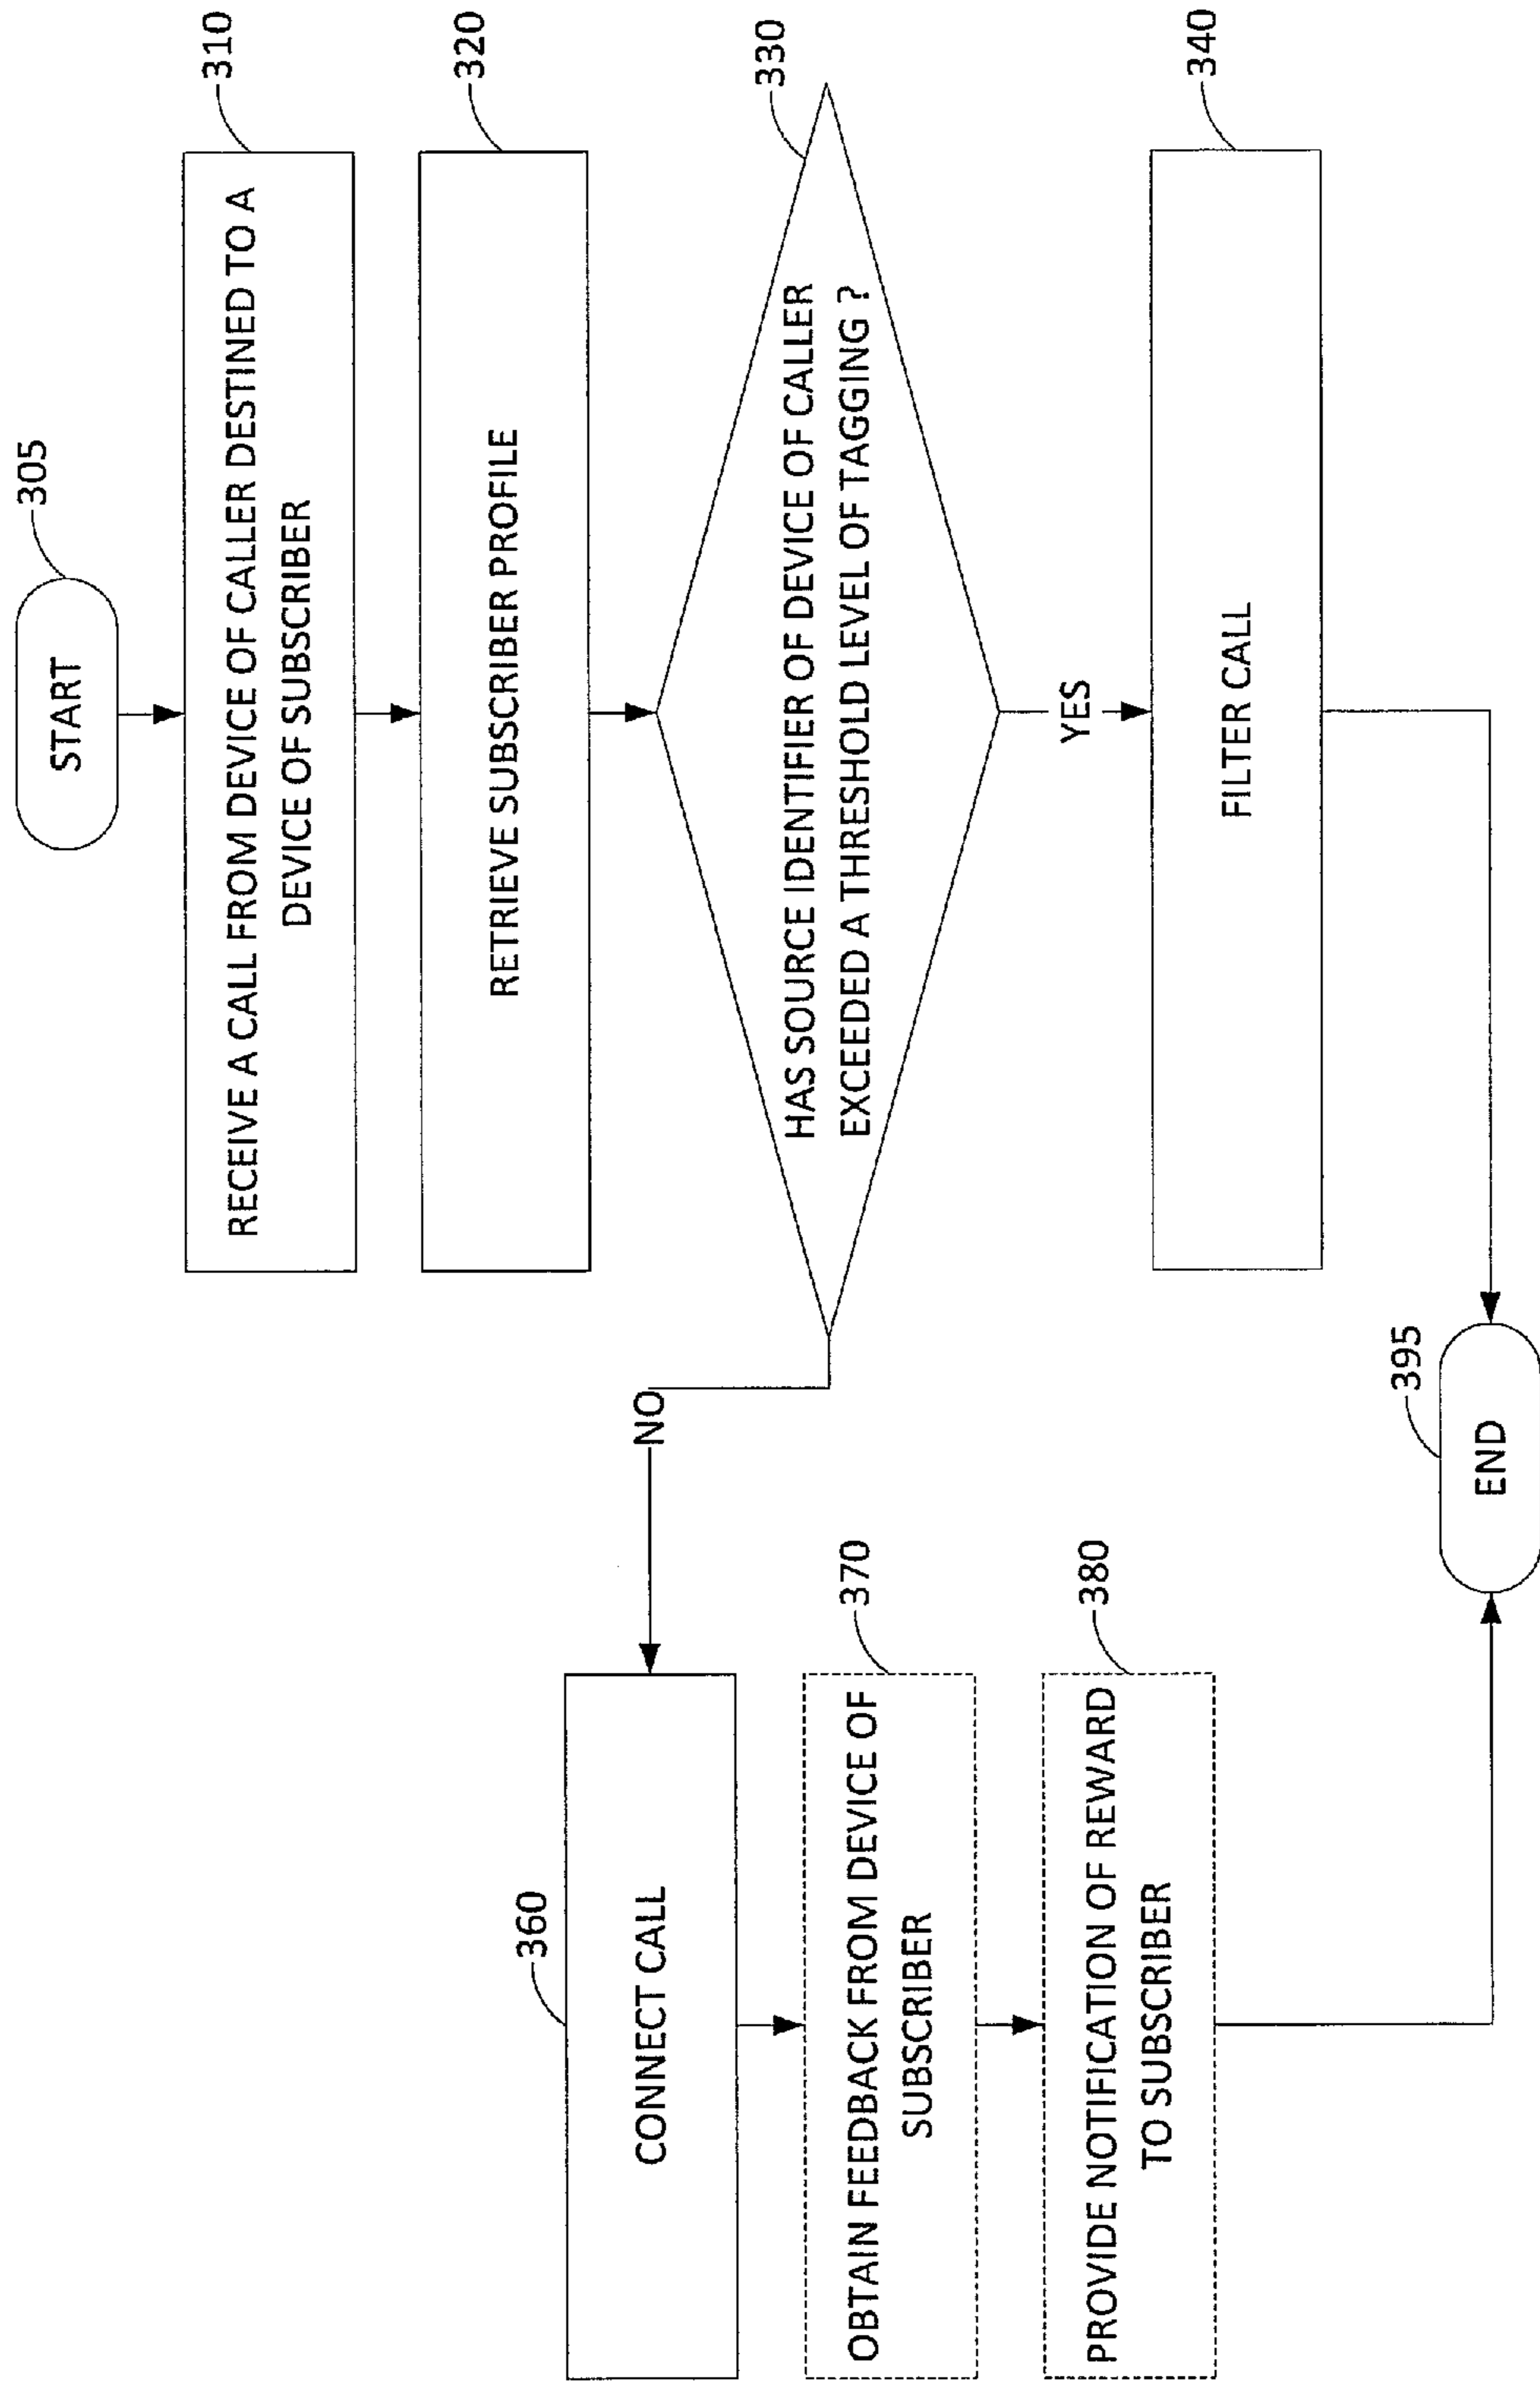 305
START
310
RECEIVE A CALL FROM DEVICE OF CALLER DESTINED TO A
DEVICE OF SUBSCRIBER
320
RETRIEVE SUBSCRIBER PROFILE
330
HAS SOURCE IDENTIFIER OF DEVICE OF CALLER
EXCEEDED A THRESHOLD LEVEL OF TAGGING ?
YES
340
FILTER CALL
NO
360
CONNECT CALL
370
OBTAIN FEEDBACK FROM DEVICE OF
SUBSCRIBER
380
PROVIDE NOTIFICATION OF REWARD
TO SUBSCRIBER
395
END